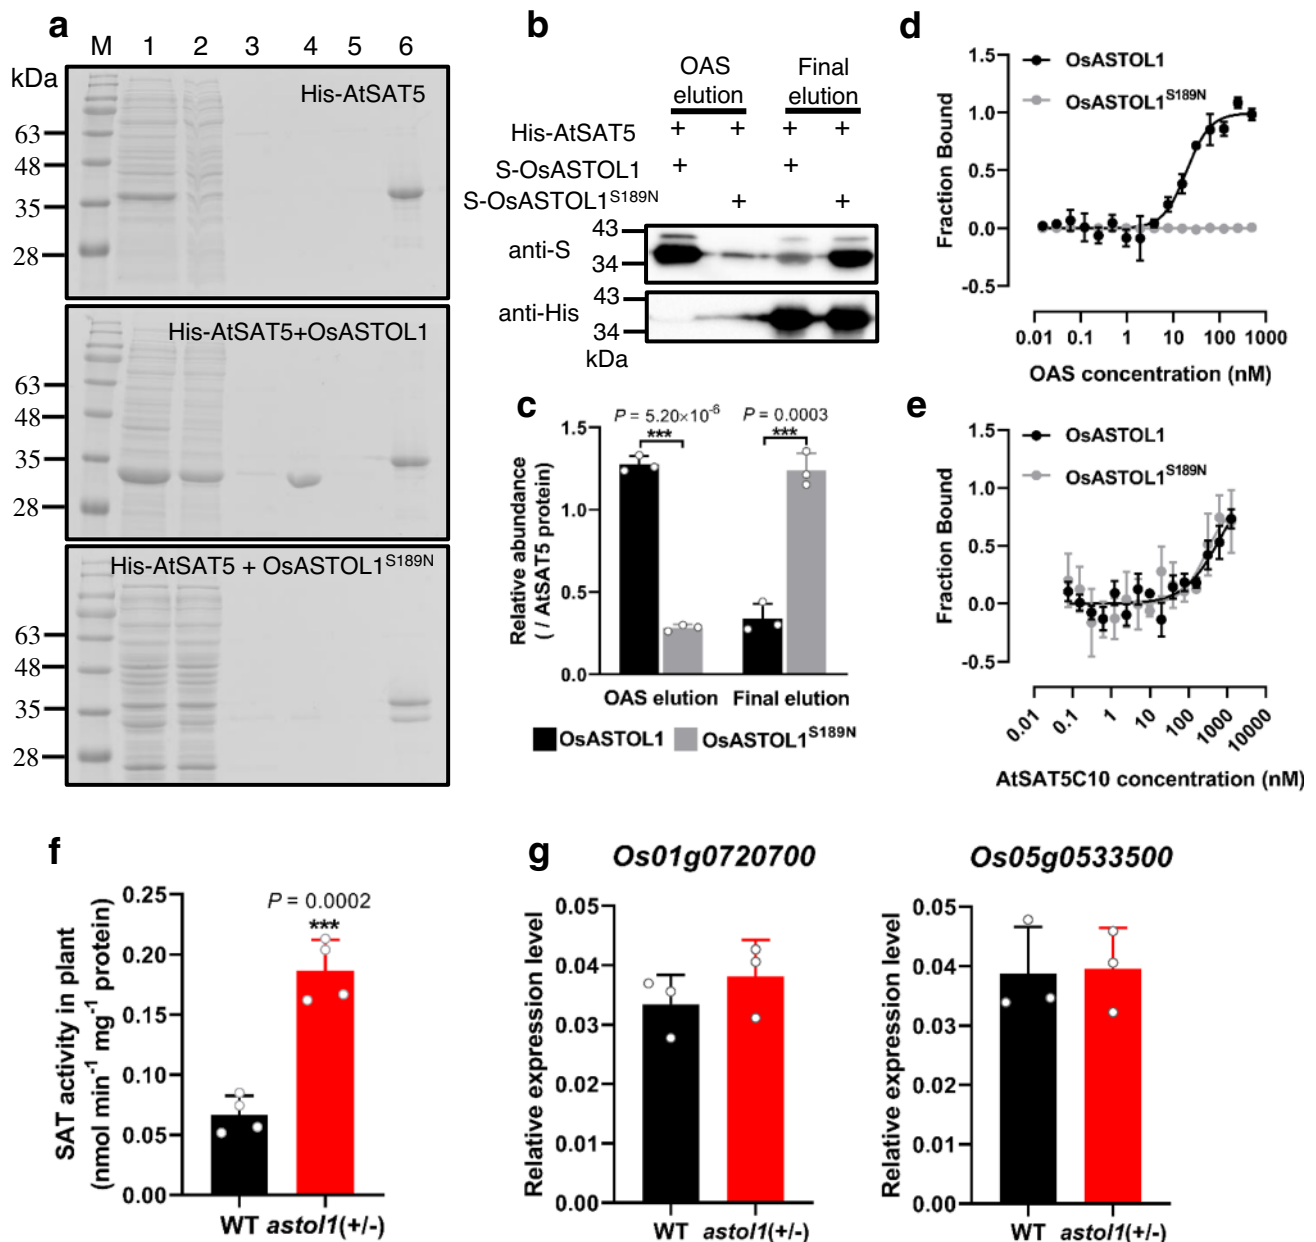 a
M 1 2 3 4 5 6
kDa
His-AtSAT5
63
48
35
28
His-AtSAT5+OsASTOL1
63
48
35
28
His-AtSAT5 + OsASTOL1S189N
63
48
35
28
b
OAS elution
Final elution
His-AtSAT5 + + + +
S-OsASTOL1 + +
S-OsASTOL1S189N + +
anti-S
43
34
anti-His
43
34
kDa
c
P = 5.20×10-6
***
P = 0.0003
***
Relative abundance
( / AtSAT5 protein)
1.5
1.0
0.5
0.0
OAS elution Final elution
OsASTOL1 OsASTOL1S189N
d
OsASTOL1
OsASTOL1S189N
Fraction Bound
1.5
1.0
0.5
0.0
-0.5
0.01 0.1 1 10 100 1000
OAS concentration (nM)
e
OsASTOL1
OsASTOL1S189N
Fraction Bound
1.5
1.0
0.5
0.0
-0.5
0.01 0.1 1 10 100 1000 10000
AtSAT5C10 concentration (nM)
f
P = 0.0002
***
SAT activity in plant
(nmol min-1 mg-1 protein)
0.25
0.20
0.15
0.10
0.05
0.00
WT astol1(+/-)
g
Os01g0720700
Relative expression level
0.05
0.04
0.03
0.02
0.01
0.00
WT astol1(+/-)
Os05g0533500
Relative expression level
0.05
0.04
0.03
0.02
0.01
0.00
WT astol1(+/-)